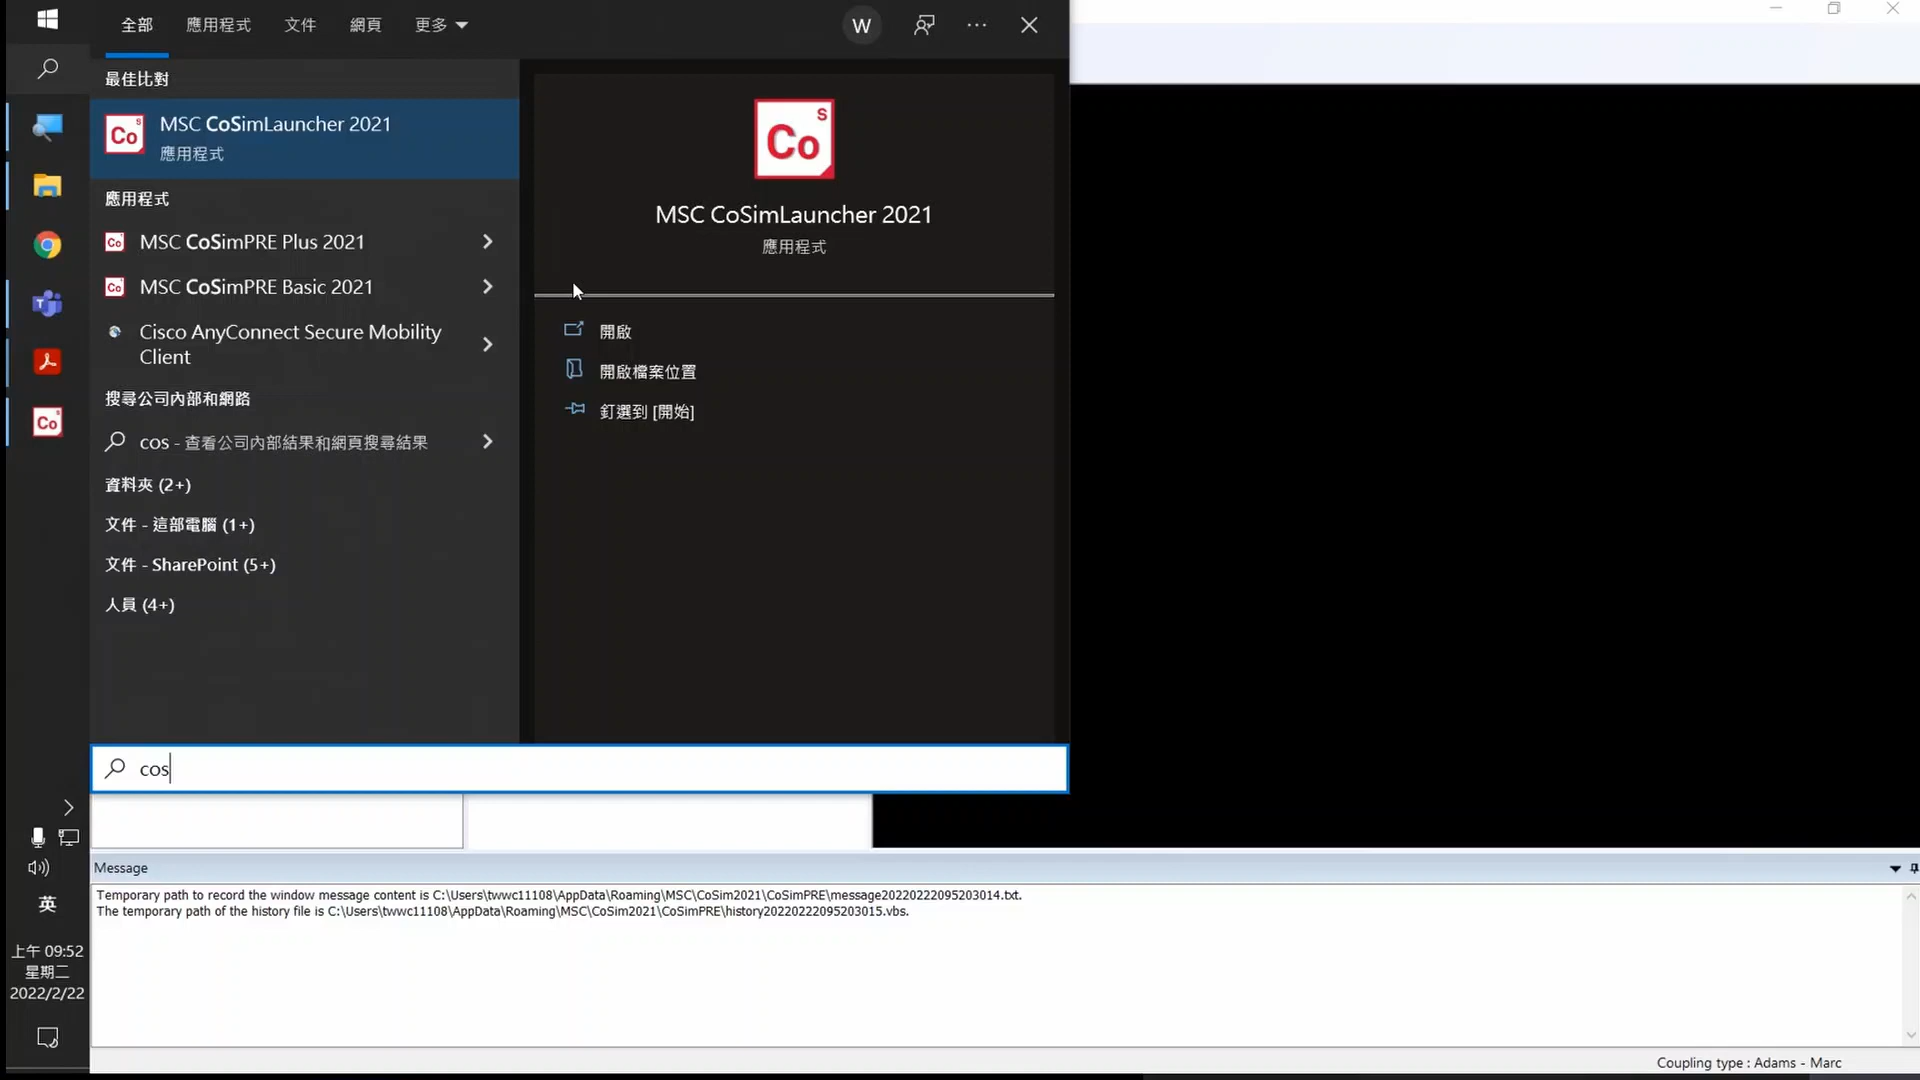 全部
應用程式
文件
網頁
更多
W
最佳比對
Co S
MSC CoSimLauncher 2021
應用程式
應用程式
Co
MSC CoSimPRE Plus 2021
Co
MSC CoSimPRE Basic 2021
Cisco AnyConnect Secure Mobility
Client
搜尋公司內部和網路
cos - 查看公司內部結果和網頁搜尋結果
資料夾 (2+)
文件 - 這部電腦 (1+)
文件 - SharePoint (5+)
人員 (4+)
Co S
MSC CoSimLauncher 2021
應用程式
開啟
開啟檔案位置
釘選到 [開始]
cos
T
Co
英
上午 09:52
星期二
2022/2/22
Message
Temporary path to record the window message content is C:\Users\twwc11108\AppData\Roaming\MSC\CoSim2021\CoSimPRE\message20220222095203014.txt.
The temporary path of the history file is C:\Users\twwc11108\AppData\Roaming\MSC\CoSim2021\CoSimPRE\history20220222095203015.vbs.
Coupling type : Adams - Marc